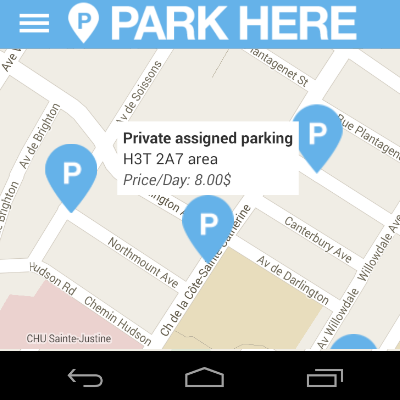 P PARK HERE
Plantagenet St
Ave W
Av de Soissons
Rue Plantagenet
P
Av de Brighton
Private assigned parking
H3T 2A7 area
Price/Day: 8.00$
P
e Brighton
P
Canterbury Ave
Northmount Ave
Av de Darlington
Willowdale Ave
Hudson Rd
Chemin Hudson
Ch de la Côte-Sainte-Catherine
Av Willowdale
CHU Sainte-Justine